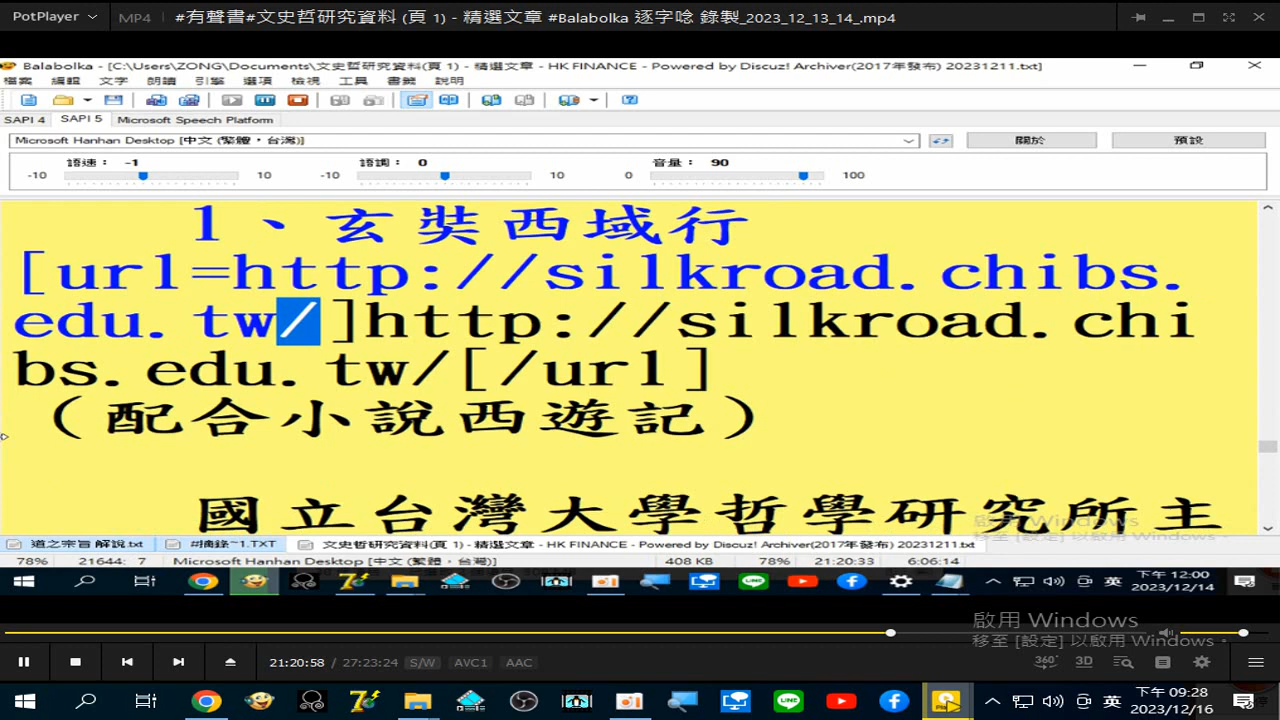 PotPlayer MP4 #有聲書#文史哲研究資料 (頁 1) - 精選文章 #Balabolka 逐字唸 錄製_2023_12_13_14_.mp4
Balabolka - [C:\Users\ZONG\Documents\文史哲研究資料(頁 1) - 精選文章 - HK FINANCE - Powered by Discuz! Archiver(2017年發布) 20231211.txt]
檔案 編輯 文字 朗讀 引擎 選項 檢視 工具 書籤 說明
SAPI 4 SAPI 5 Microsoft Speech Platform
Microsoft Hanhan Desktop [中文 (繁體，台灣)] 關於 預設
語速： -1 語調： 0 音量： 90
-10 10 -10 10 0 100
1、玄奘西域行
[url=http://silkroad.chibs.
edu.tw/]http://silkroad.chi
bs.edu.tw/[/url]
（配合小說西遊記）
國立台灣大學哲學研究所主
啟用 Windows
移至 [設定] 以啟用 Windows。
道之宗旨 解說.txt #摘錄~1.TXT 文史哲研究資料(頁 1) - 精選文章 - HK FINANCE - Powered by Discuz! Archiver(2017年發布) 20231211.txt
78% 21644: 7 Microsoft Hanhan Desktop [中文 (繁體，台灣)] 408 KB 78% 21:20:33 6:06:14
英 下午 12:00
2023/12/14
啟用 Windows
移至 [設定] 以啟用 Windows。
21:20:58 / 27:23:24 S/W AVC1 AAC 360° 3D
英 下午 09:28
2023/12/16